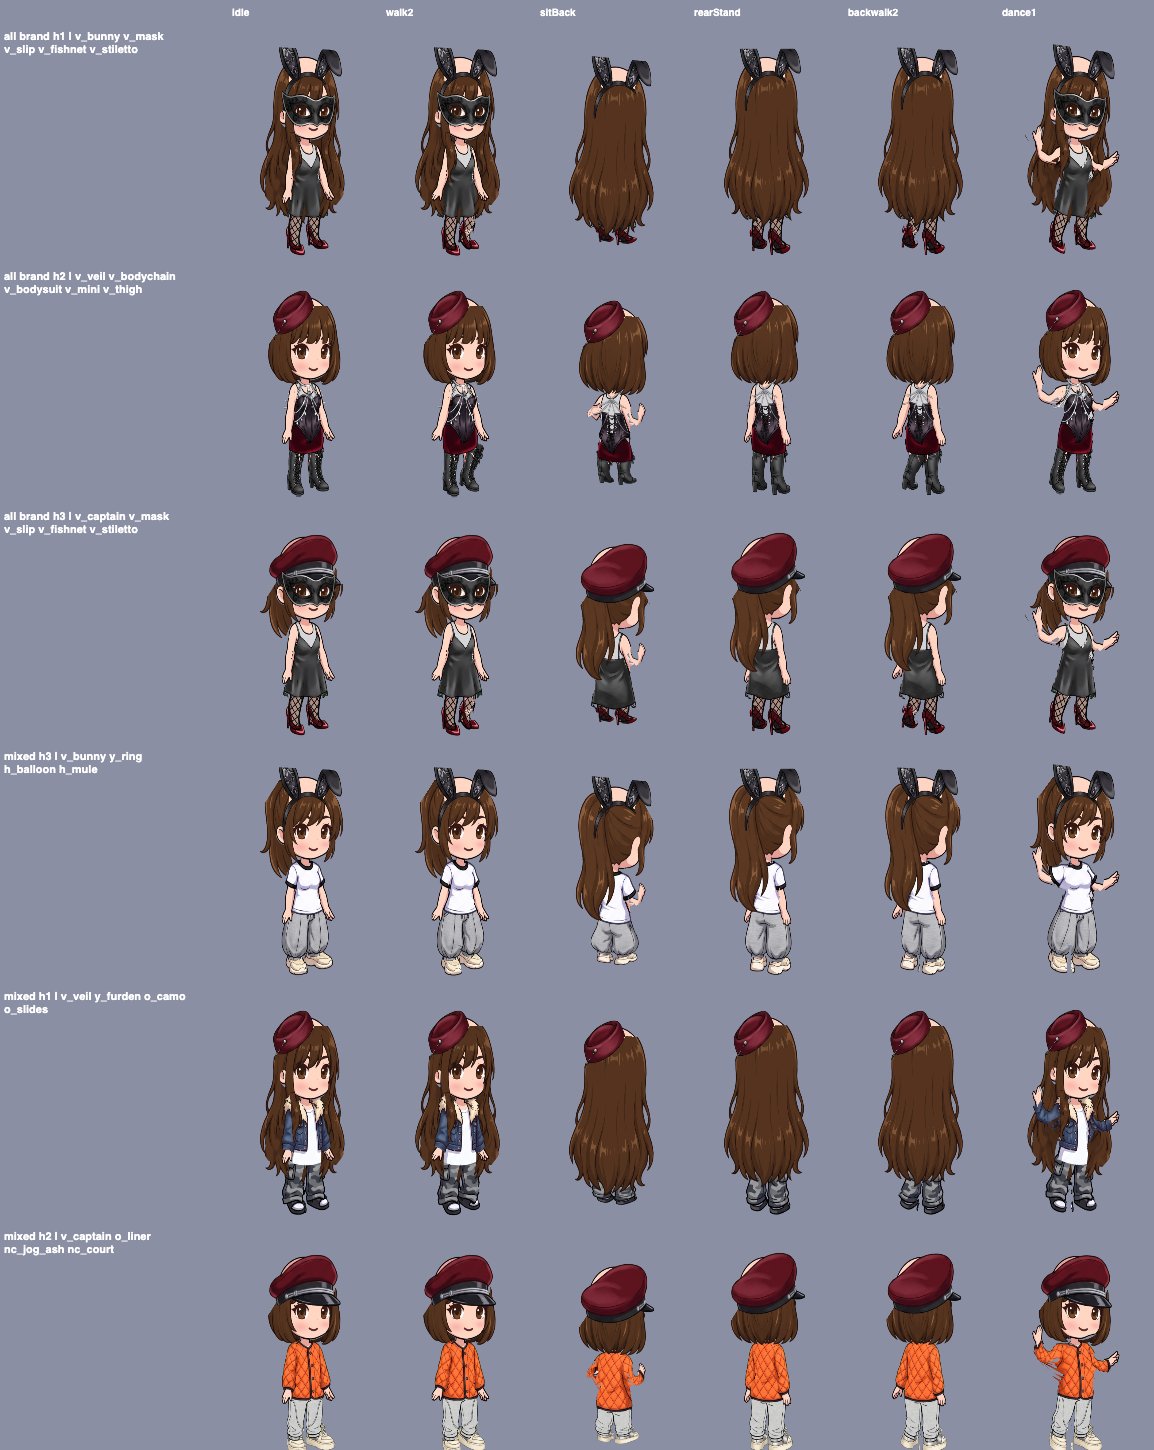 idle walk2 sitBack rearStand backwalk2 dance1
all brand h1 | v_bunny v_mask
v_slip v_fishnet v_stiletto
all brand h2 | v_veil v_bodychain
v_bodysuit v_mini v_thigh
all brand h3 | v_captain v_mask
v_slip v_fishnet v_stiletto
mixed h3 | v_bunny y_ring
h_balloon h_mule
mixed h1 | v_veil y_furden o_camo
o_slides
mixed h2 | v_captain o_liner
nc_jog_ash nc_court